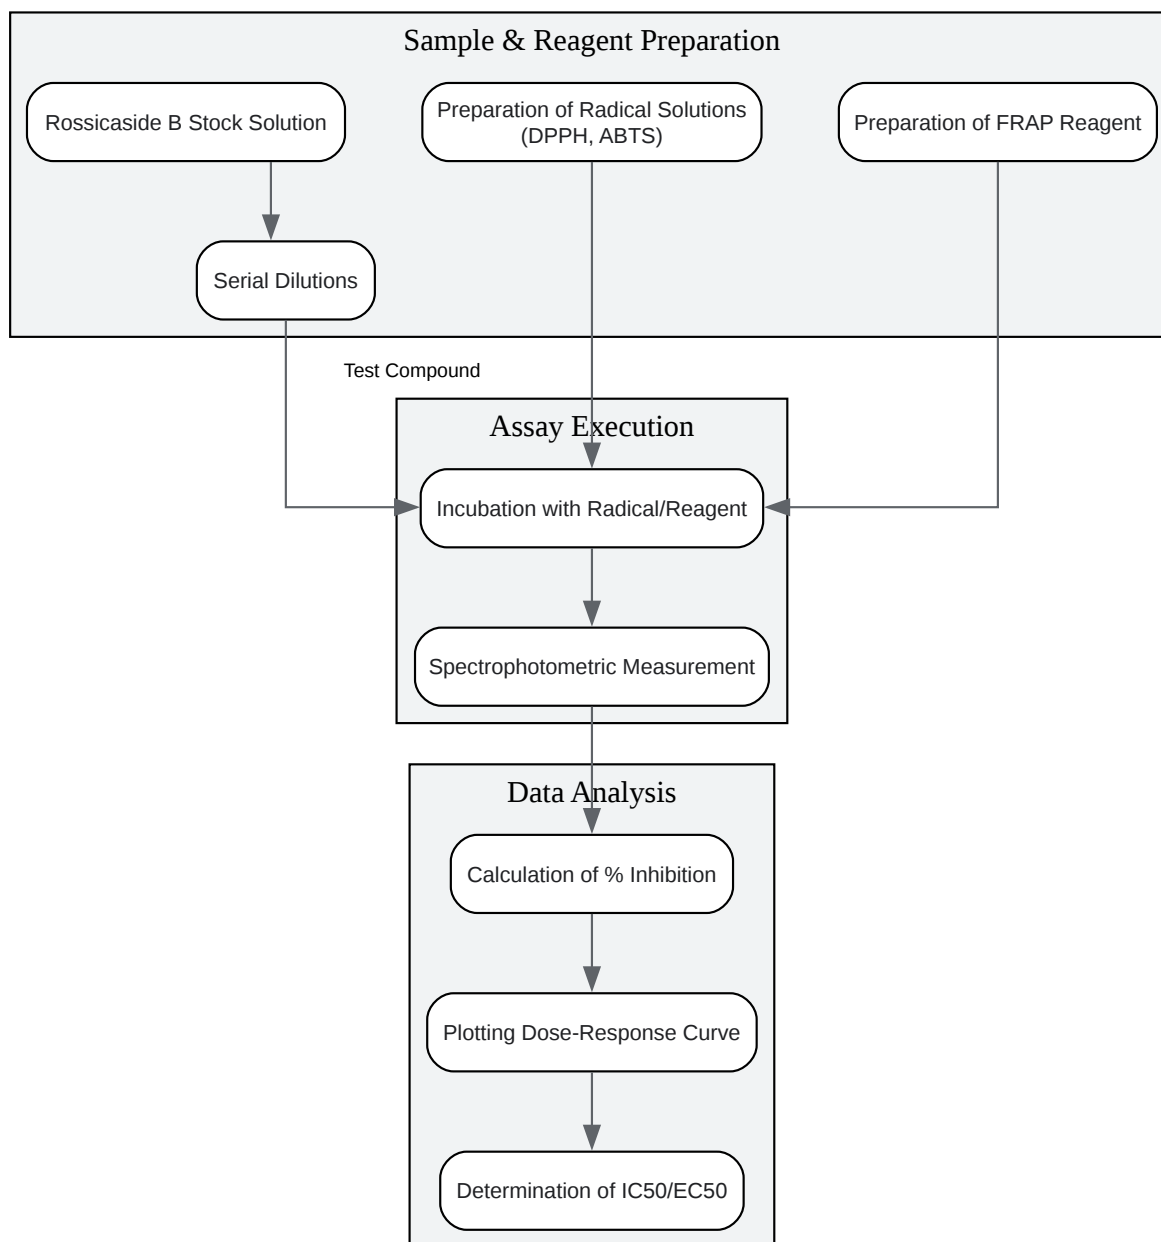 Sample & Reagent Preparation
Rossicaside B Stock Solution
Preparation of Radical Solutions
(DPPH, ABTS)
Preparation of FRAP Reagent
Serial Dilutions
Test Compound
Assay Execution
Incubation with Radical/Reagent
Spectrophotometric Measurement
Data Analysis
Calculation of % Inhibition
Plotting Dose-Response Curve
Determination of IC50/EC50